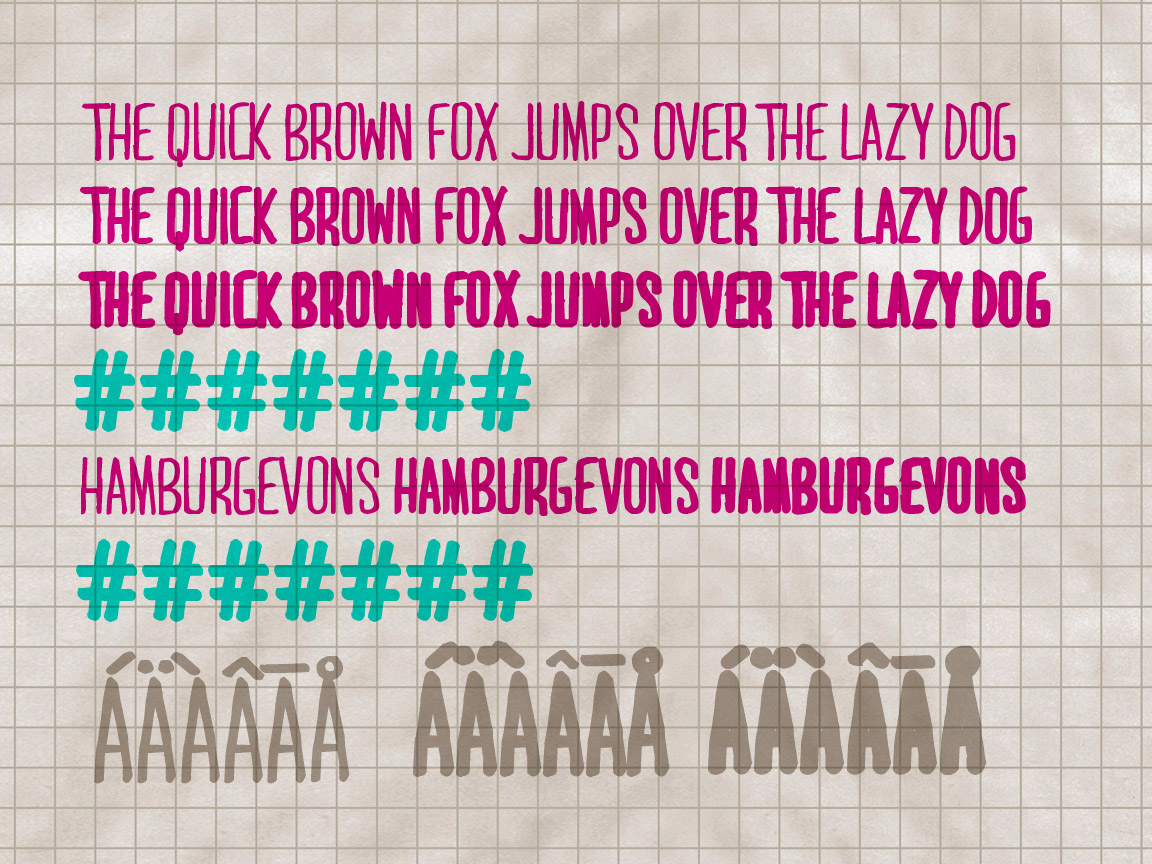 THE QUICK BROWN FOX JUMPS OVER THE LAZY DOG
THE QUICK BROWN FOX JUMPS OVER THE LAZY DOG
THE QUICK BROWN FOX JUMPS OVER THE LAZY DOG
#######
HAMBURGEVONS HAMBURGEVONS HAMBURGEVONS
#######
ÁÄÀÂĀÅ ÁÄÀÂĀÅ ÁÄÀÂĀÅ